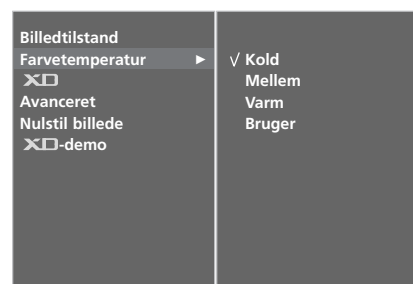 Billedtilstand
Farvetemperatur ►
XD
Avanceret
Nulstil billede
XD-demo
√ Kold
Mellem
Varm
Bruger